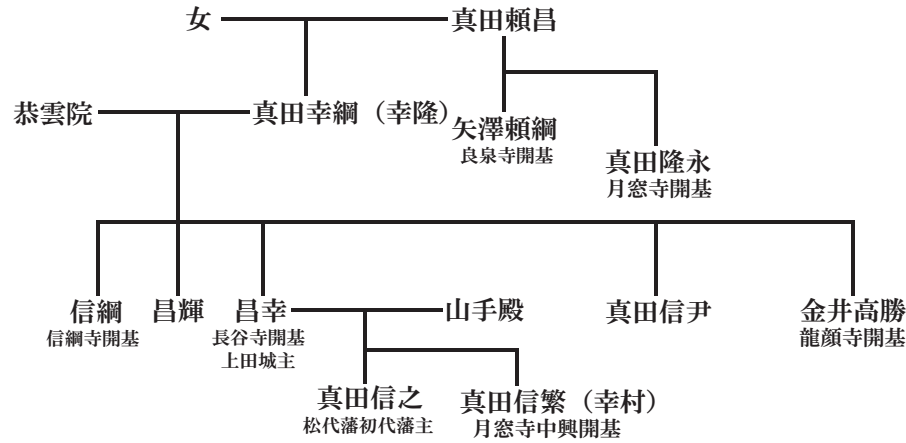 女
真田頼昌
恭雲院
真田幸綱（幸隆）
矢澤頼綱
良泉寺開基
真田隆永
月窓寺開基
信綱
信綱寺開基
昌輝
昌幸
長谷寺開基
上田城主
山手殿
真田信尹
金井高勝
龍顔寺開基
真田信之
松代藩初代藩主
真田信繁（幸村）
月窓寺中興開基